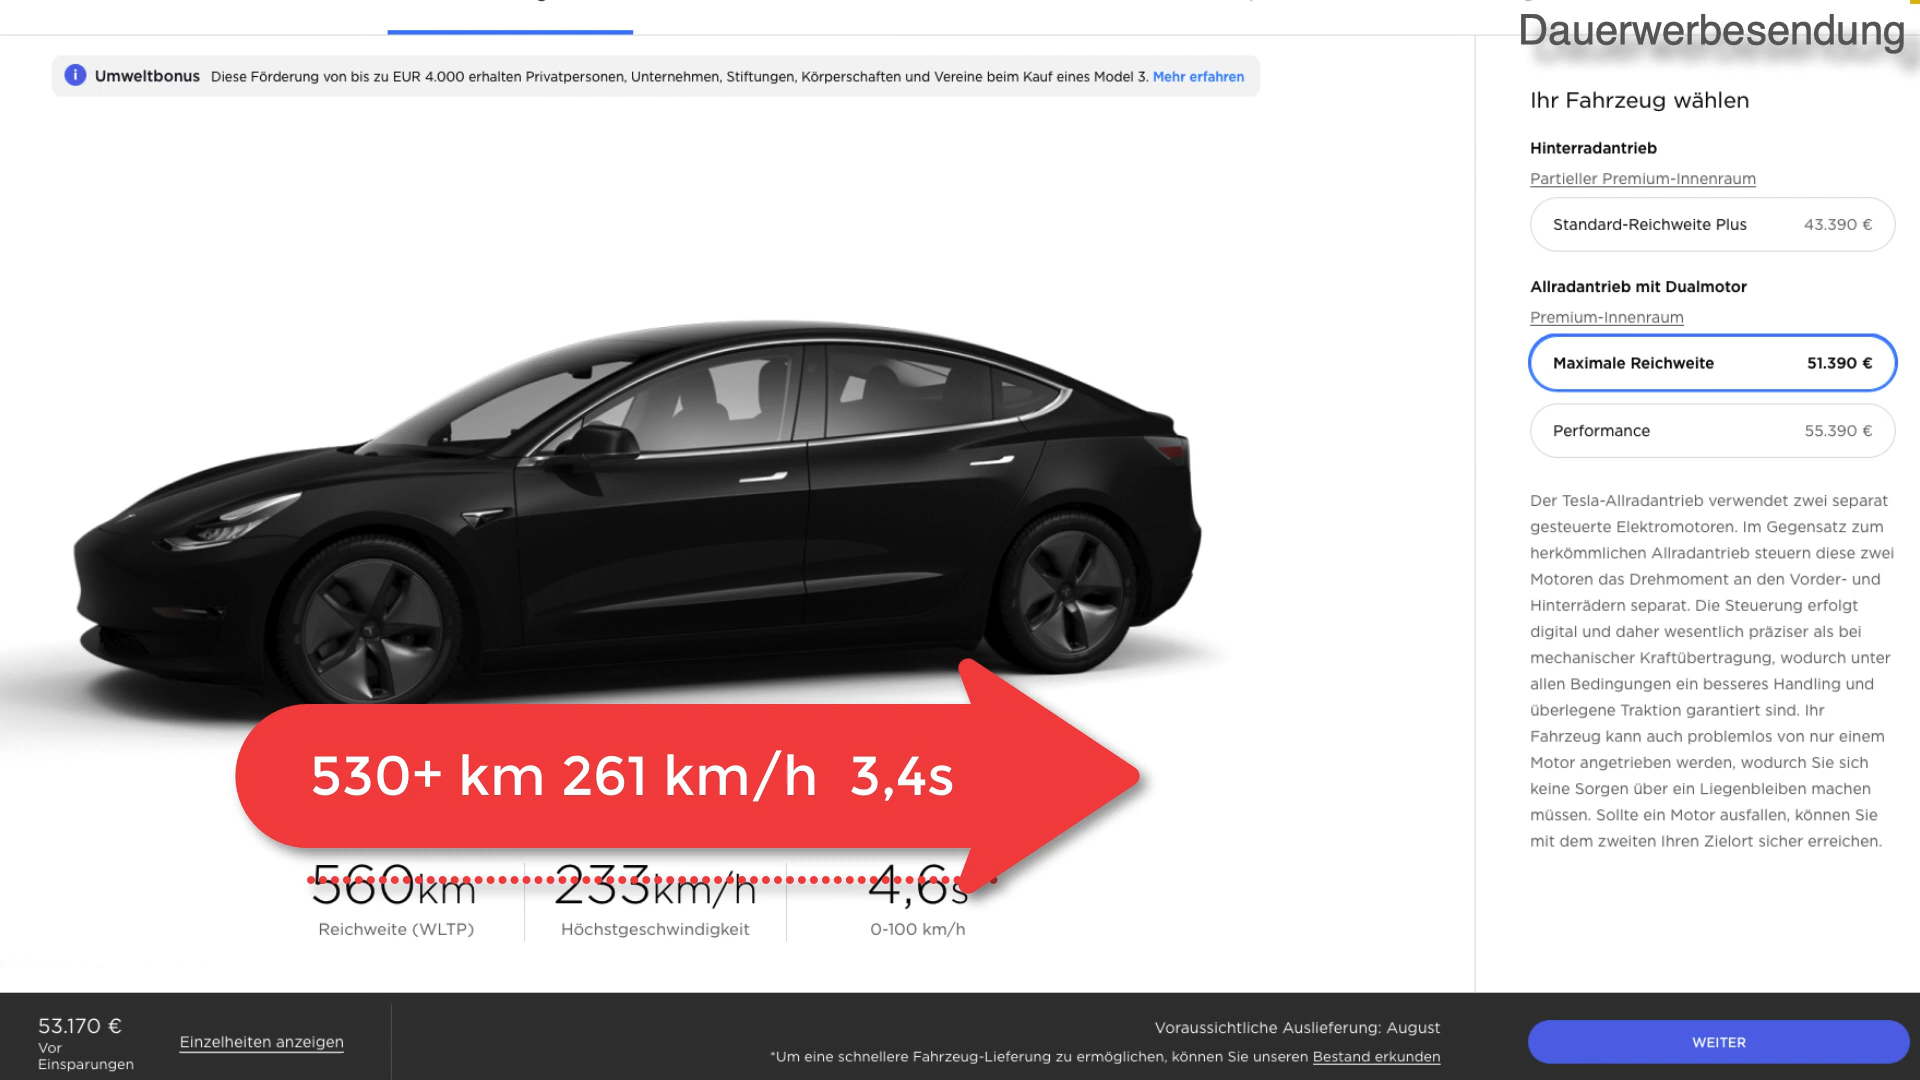 Dauerwerbesendung
Umweltbonus Diese Förderung von bis zu EUR 4.000 erhalten Privatpersonen, Unternehmen, Stiftungen, Körperschaften und Vereine beim Kauf eines Model 3. Mehr erfahren
530+ km 261 km/h 3,4s
560km 233km/h 4,6s
Reichweite (WLTP) Höchstgeschwindigkeit 0-100 km/h
Ihr Fahrzeug wählen
Hinterradantrieb
Partieller Premium-Innenraum
Standard-Reichweite Plus 43.390 €
Allradantrieb mit Dualmotor
Premium-Innenraum
Maximale Reichweite 51.390 €
Performance 55.390 €
Der Tesla-Allradantrieb verwendet zwei separat
gesteuerte Elektromotoren. Im Gegensatz zum
herkömmlichen Allradantrieb steuern diese zwei
Motoren das Drehmoment an den Vorder- und
Hinterrädern separat. Die Steuerung erfolgt
digital und daher wesentlich präziser als bei
mechanischer Kraftübertragung, wodurch unter
allen Bedingungen ein besseres Handling und
überlegene Traktion garantiert sind. Ihr
Fahrzeug kann auch problemlos von nur einem
Motor angetrieben werden, wodurch Sie sich
keine Sorgen über ein Liegenbleiben machen
müssen. Sollte ein Motor ausfallen, können Sie
mit dem zweiten Ihren Zielort sicher erreichen.
53.170 €
Vor
Einsparungen
Einzelheiten anzeigen
Voraussichtliche Auslieferung: August
*Um eine schnellere Fahrzeug-Lieferung zu ermöglichen, können Sie unseren Bestand erkunden
WEITER